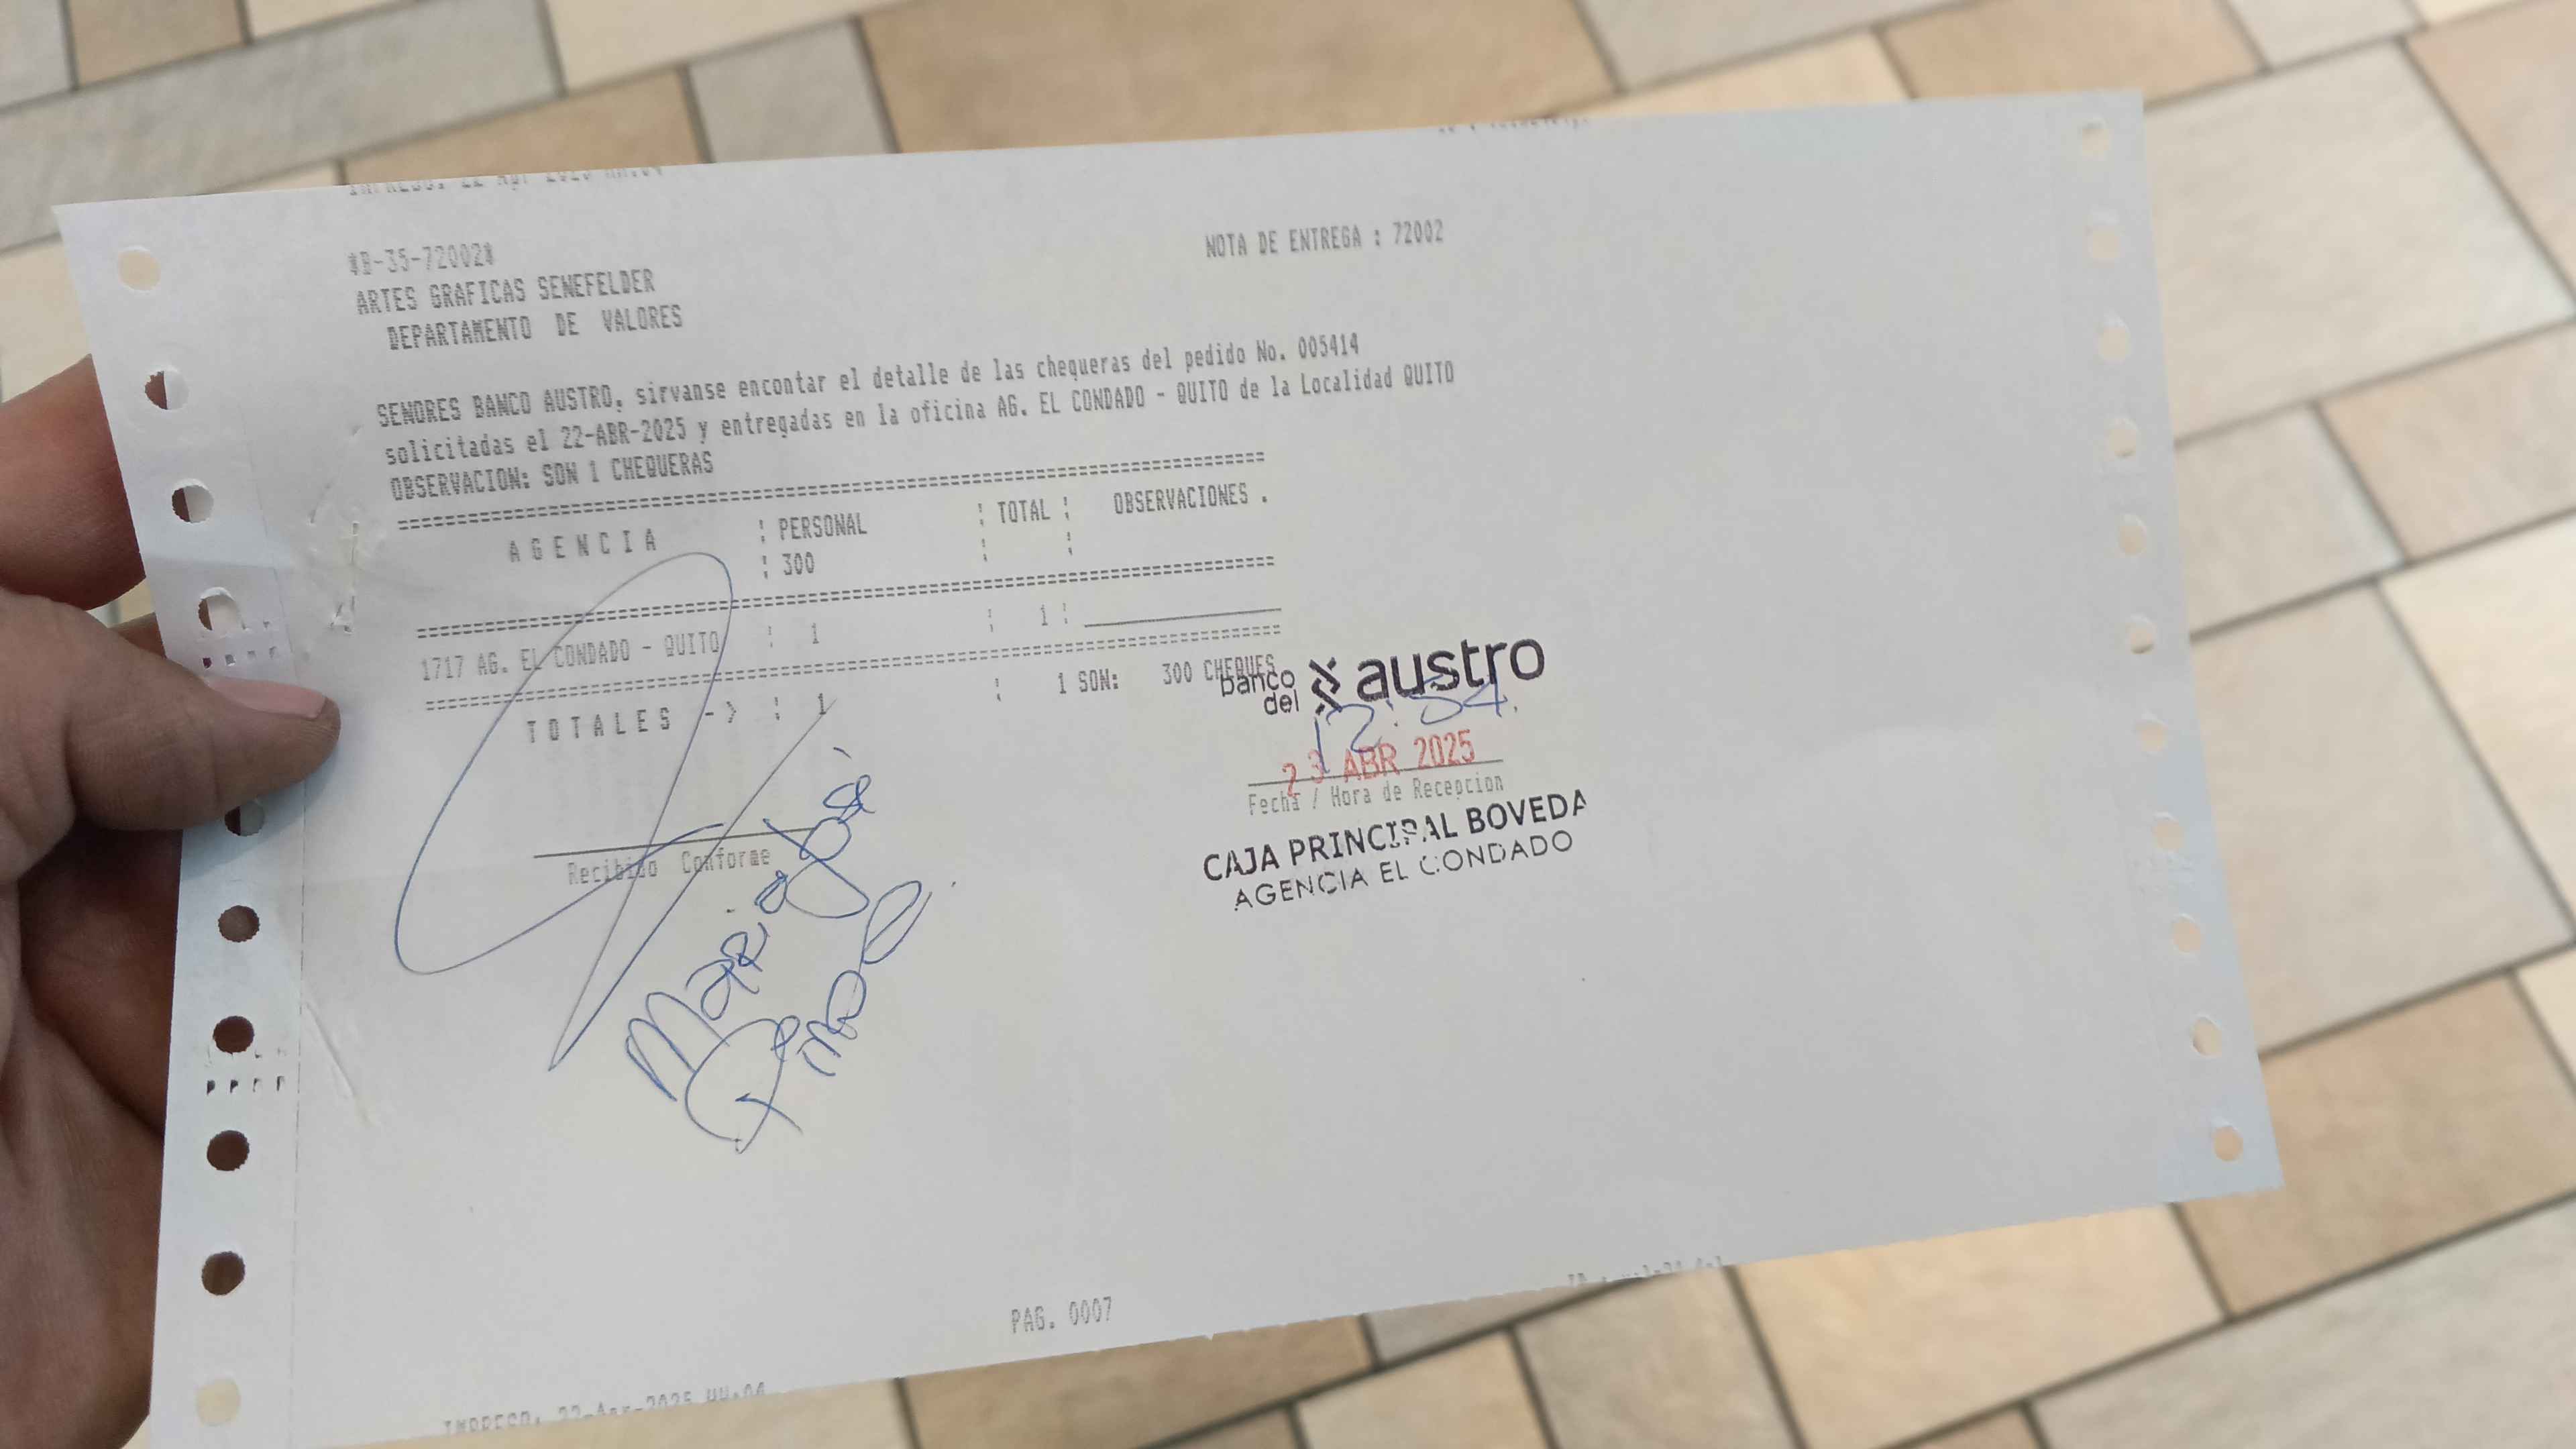 *B-35-72002*
NOTA DE ENTREGA : 72002
ARTES GRAFICAS SENEFELDER
DEPARTAMENTO DE VALORES
SENORES BANCO AUSTRO, sirvanse encontar el detalle de las chequeras del pedido No. 005414
solicitadas el 22-ABR-2025 y entregadas en la oficina AG. EL CONDADO - QUITO de la Localidad QUITO
OBSERVACION: SON 1 CHEQUERAS
A G E N C I A : PERSONAL : TOTAL : OBSERVACIONES .
: 300 : :
1717 AG. EL CONDADO - QUITO : 1 : 1 :
T O T A L E S -> : 1 : 1 SON: 300 CHEQUES
banco del austro
12:54.
23 ABR 2025
Fecha / Hora de Recepcion
CAJA PRINCIPAL BOVEDA
AGENCIA EL CONDADO
Recibido Conforme
Maria José
PAG. 0007